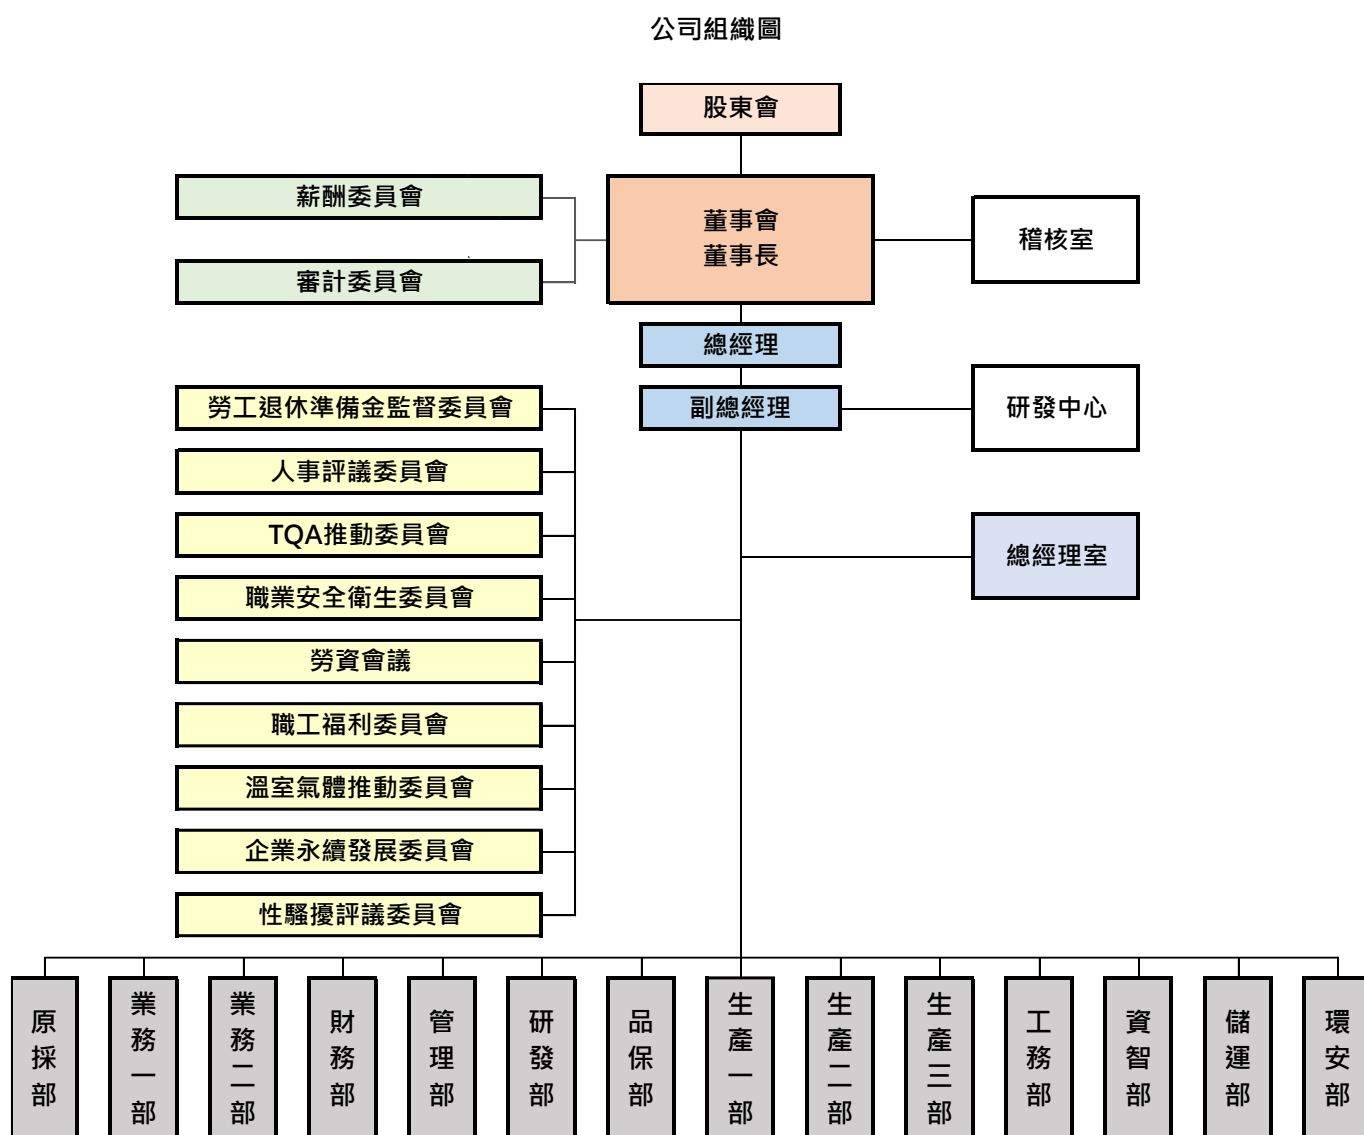 公司組織圖
股東會
薪酬委員會
審計委員會
董事會
董事長
稽核室
總經理
副總經理
研發中心
總經理室
勞工退休準備金監督委員會
人事評議委員會
TQA推動委員會
職業安全衛生委員會
勞資會議
職工福利委員會
溫室氣體推動委員會
企業永續發展委員會
性騷擾評議委員會
原採部
業務一部
業務二部
財務部
管理部
研發部
品保部
生產一部
生產二部
生產三部
工務部
資智部
儲運部
環安部